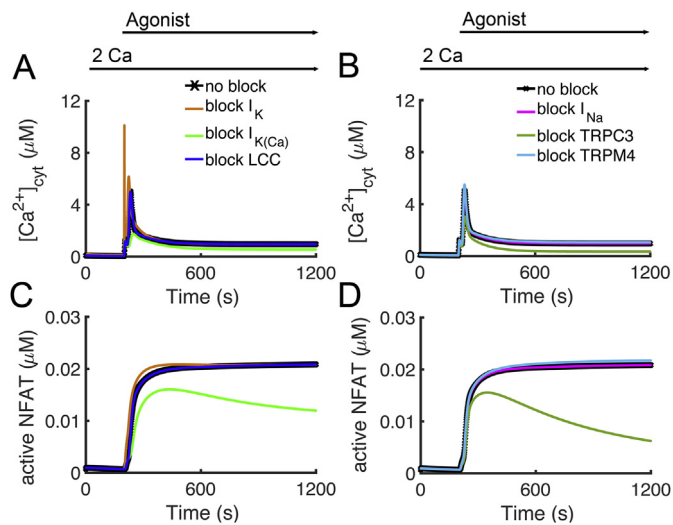 Agonist
Agonist
2 Ca
2 Ca
A
no block
block I_K
block I_K(Ca)
block LCC
[Ca²⁺]cyt (μM)
12
8
4
0
0
600
1200
Time (s)
B
no block
block I_Na
block TRPC3
block TRPM4
[Ca²⁺]cyt (μM)
12
8
4
0
0
600
1200
Time (s)
C
active NFAT (μM)
0.03
0.02
0.01
0
0
600
1200
Time (s)
D
active NFAT (μM)
0.03
0.02
0.01
0
0
600
1200
Time (s)